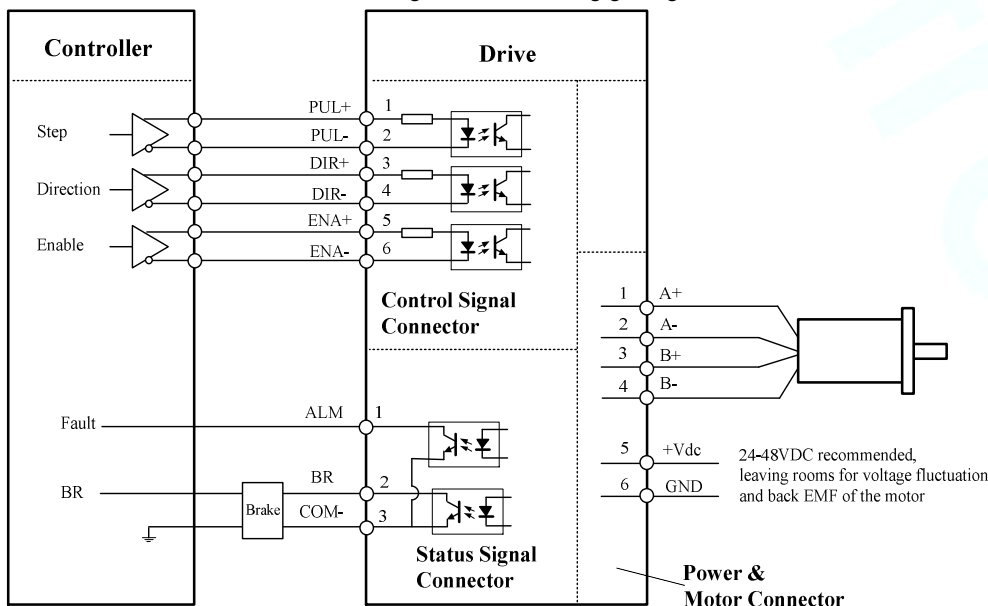 Controller
Drive
Step
PUL+
1
PUL-
2
Direction
DIR+
3
DIR-
4
Enable
ENA+
5
ENA-
6
Control Signal
Connector
1
A+
2
A-
3
B+
4
B-
Fault
ALM
1
BR
BR
2
Brake
COM-
3
Status Signal
Connector
5
+Vdc
6
GND
24-48VDC recommended,
leaving rooms for voltage fluctuation
and back EMF of the motor
Power &
Motor Connector